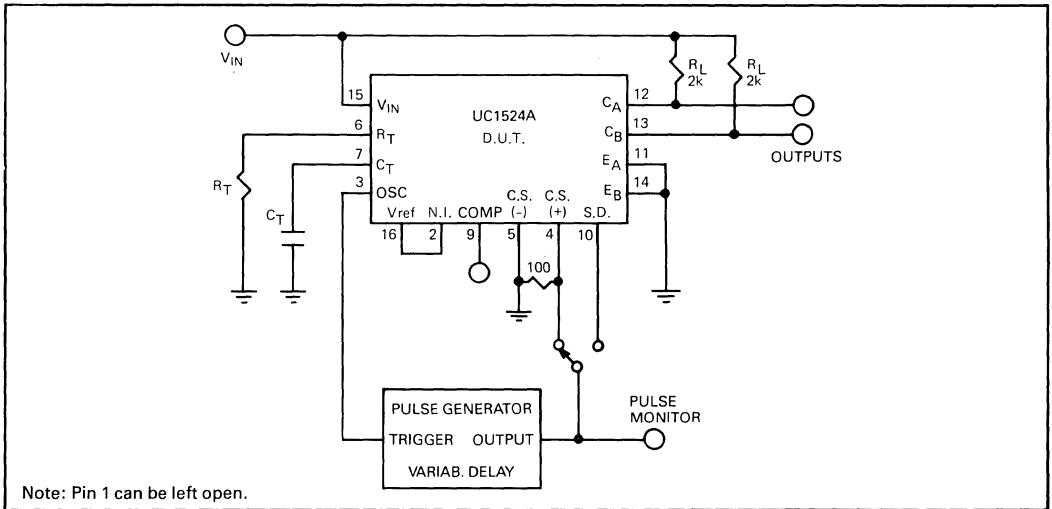 V_IN
R_L
2k
R_L
2k
15
V_IN
UC1524A
D.U.T.
C_A
12
6
R_T
C_B
13
7
C_T
E_A
11
OUTPUTS
3
OSC
E_B
14
R_T
C_T
Vref
N.I.
COMP
C.S.
(-)
C.S.
(+)
S.D.
16
2
9
5
4
10
100
PULSE GENERATOR
TRIGGER OUTPUT
VARIAB. DELAY
PULSE
MONITOR
Note: Pin 1 can be left open.